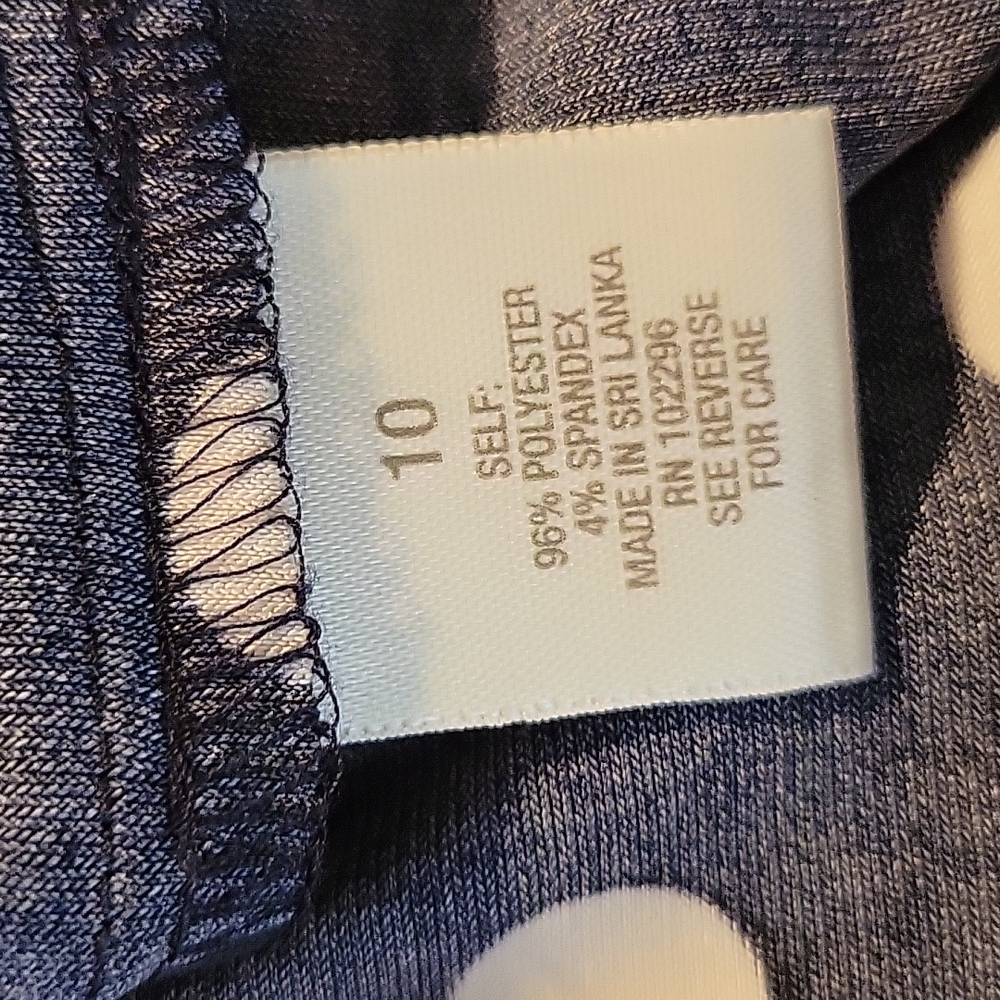 10
SELF:
96% POLYESTER
4% SPANDEX
MADE IN SRI LANKA
RN 102296
SEE REVERSE
FOR CARE